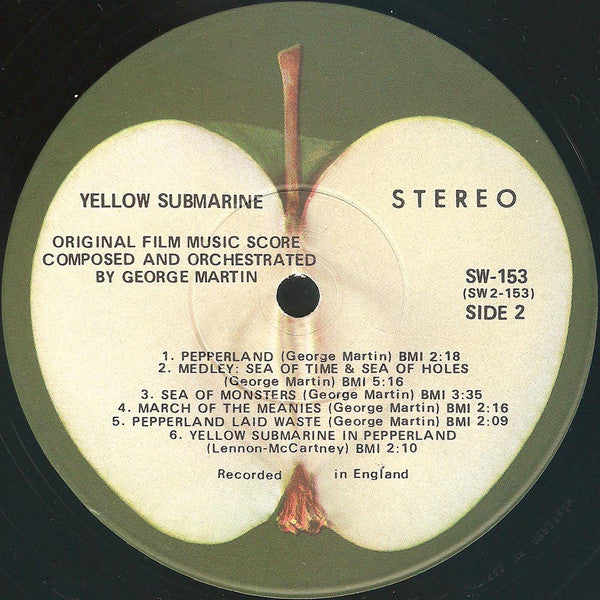 YELLOW SUBMARINE
STEREO
ORIGINAL FILM MUSIC SCORE
COMPOSED AND ORCHESTRATED
BY GEORGE MARTIN
SW-153
(SW2-153)
SIDE 2
1. PEPPERLAND (George Martin) BMI 2:18
2. MEDLEY: SEA OF TIME & SEA OF HOLES
(George Martin) BMI 5:16
3. SEA OF MONSTERS (George Martin) BMI 3:35
4. MARCH OF THE MEANIES (George Martin) BMI 2:16
5. PEPPERLAND LAID WASTE (George Martin) BMI 2:09
6. YELLOW SUBMARINE IN PEPPERLAND
(Lennon-McCartney) BMI 2:10
Recorded in England